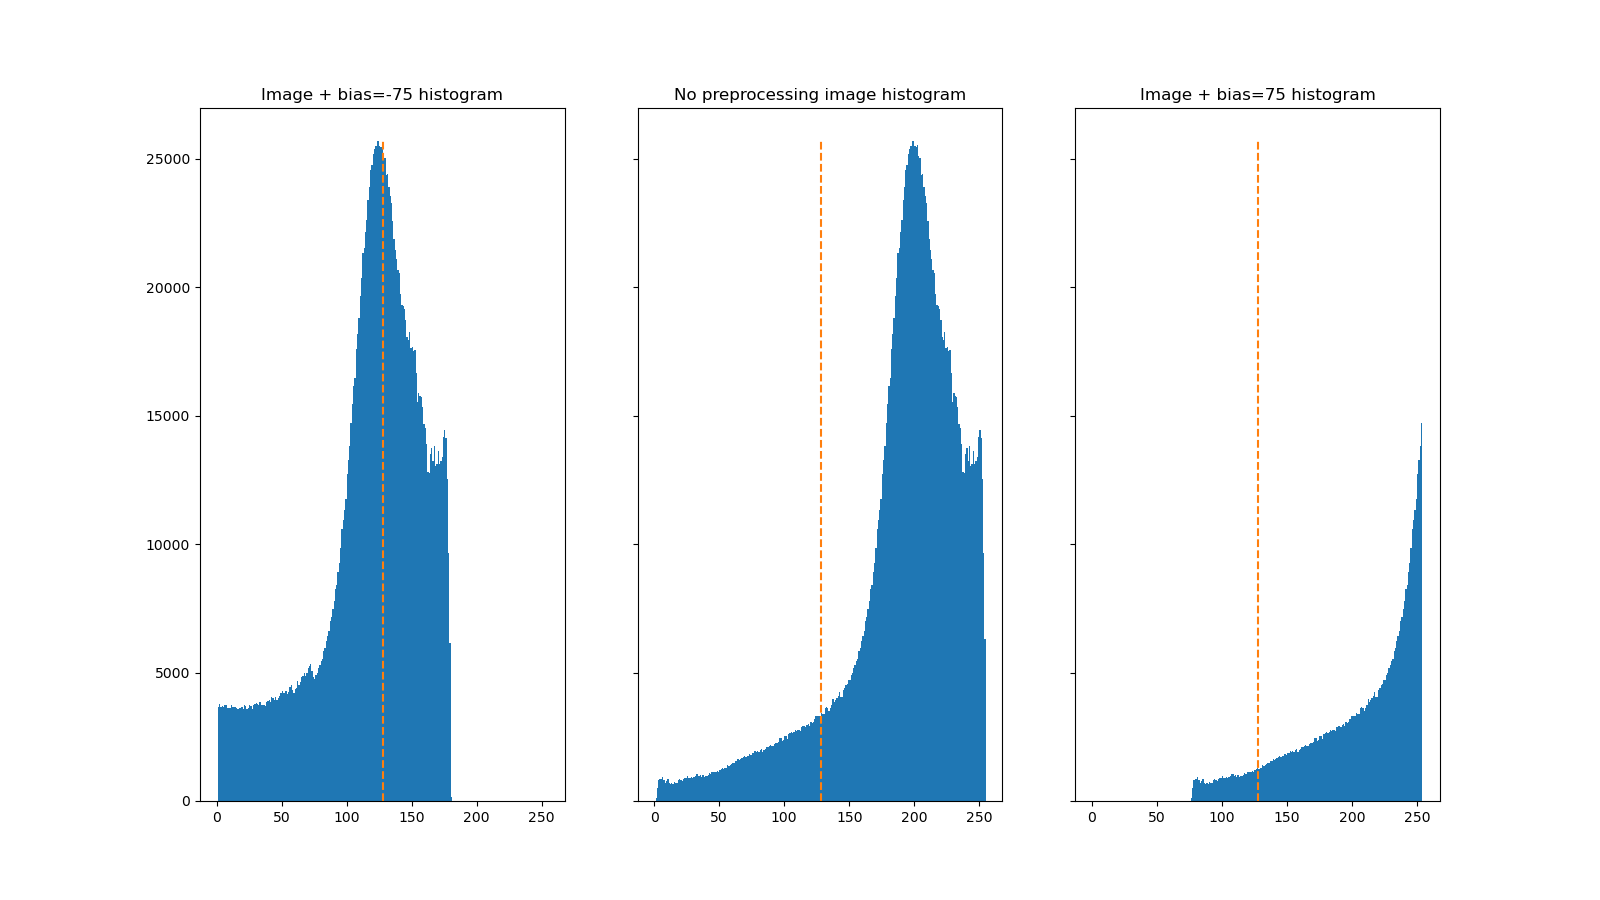 Image + bias=-75 histogram
No preprocessing image histogram
Image + bias=75 histogram
25000
20000
15000
10000
5000
0
0 50 100 150 200 250
0 50 100 150 200 250
0 50 100 150 200 250